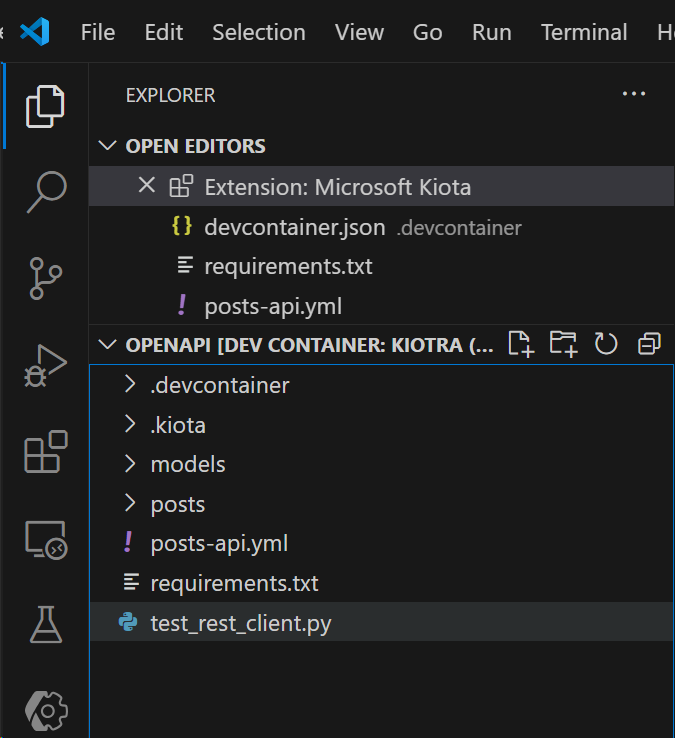 File Edit Selection View Go Run Terminal
EXPLORER
OPEN EDITORS
Extension: Microsoft Kiota
{} devcontainer.json .devcontainer
requirements.txt
! posts-api.yml
OPENAPI [DEV CONTAINER: KIOTRA (...
.devcontainer
.kiota
models
posts
! posts-api.yml
requirements.txt
test_rest_client.py